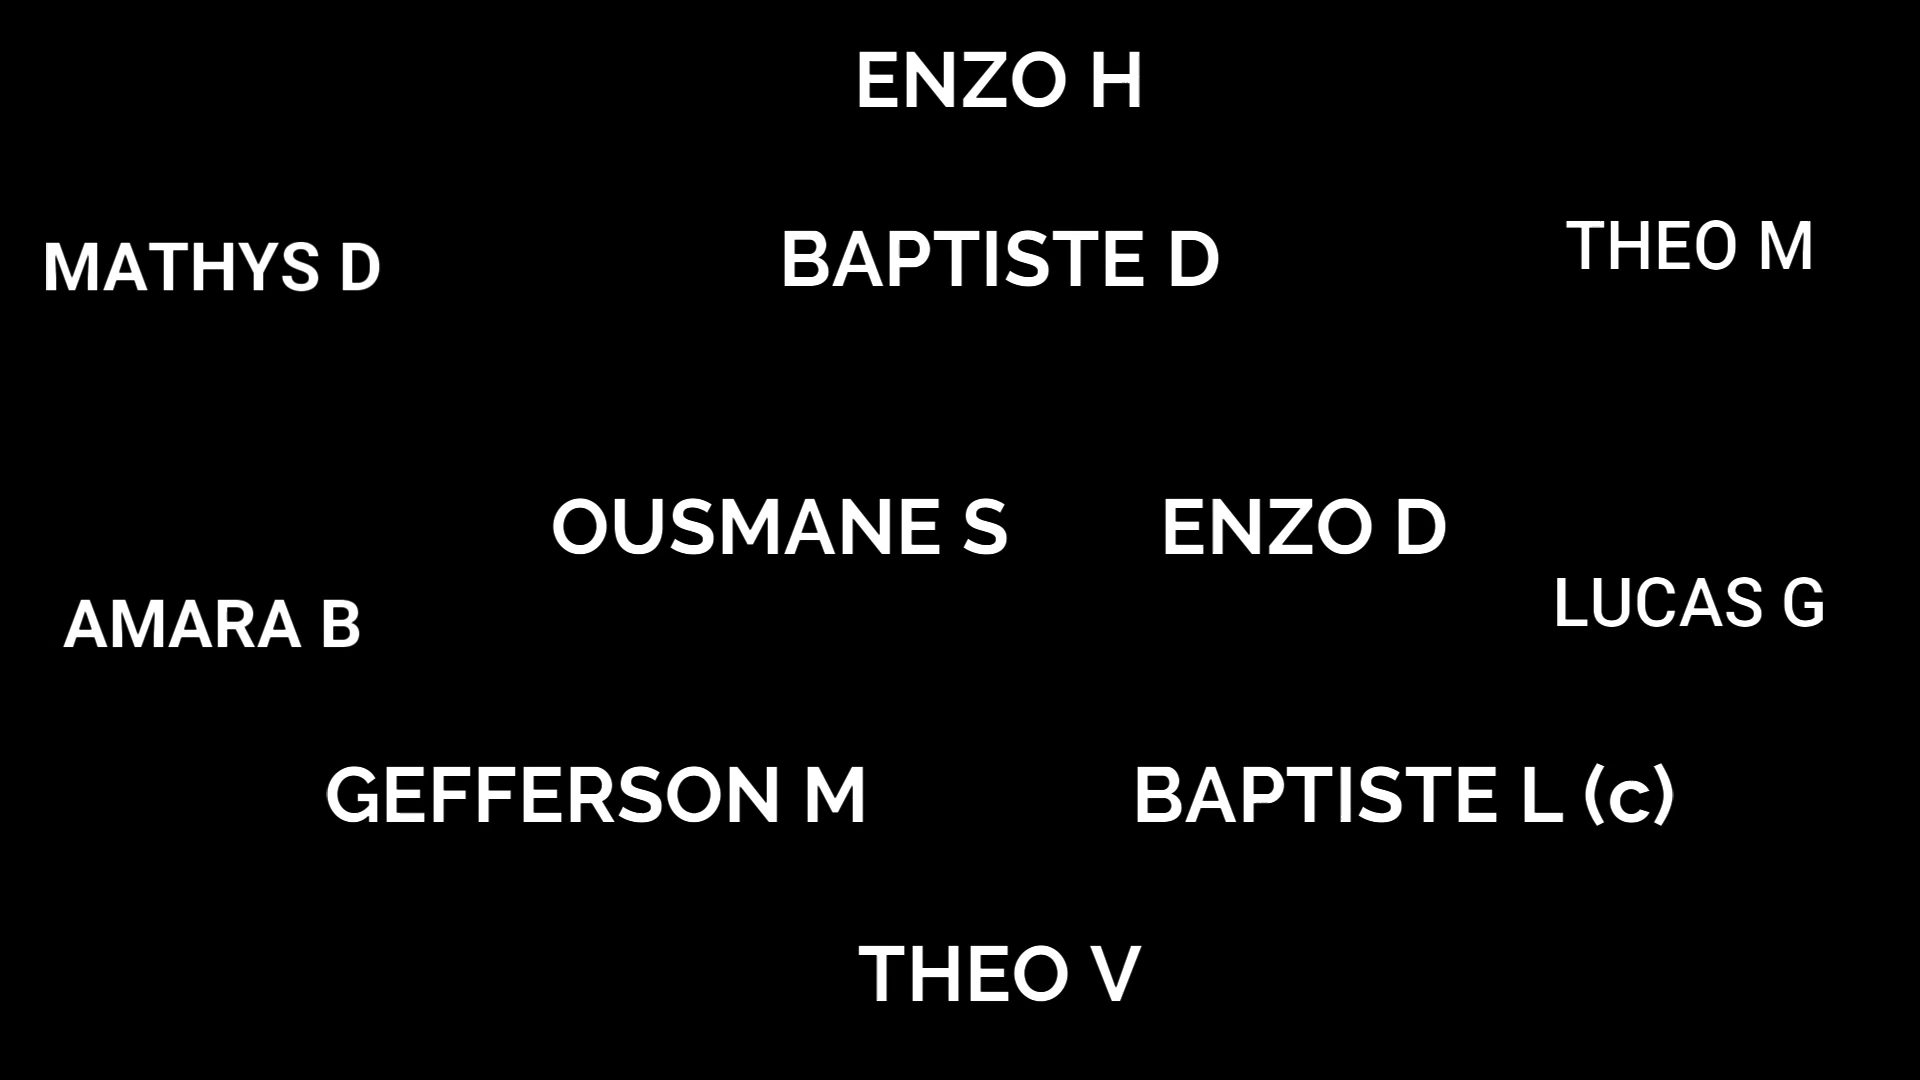 ENZO H
MATHYS D
BAPTISTE D
THEO M
OUSMANE S
ENZO D
AMARA B
LUCAS G
GEFFERSON M
BAPTISTE L (c)
THEO V